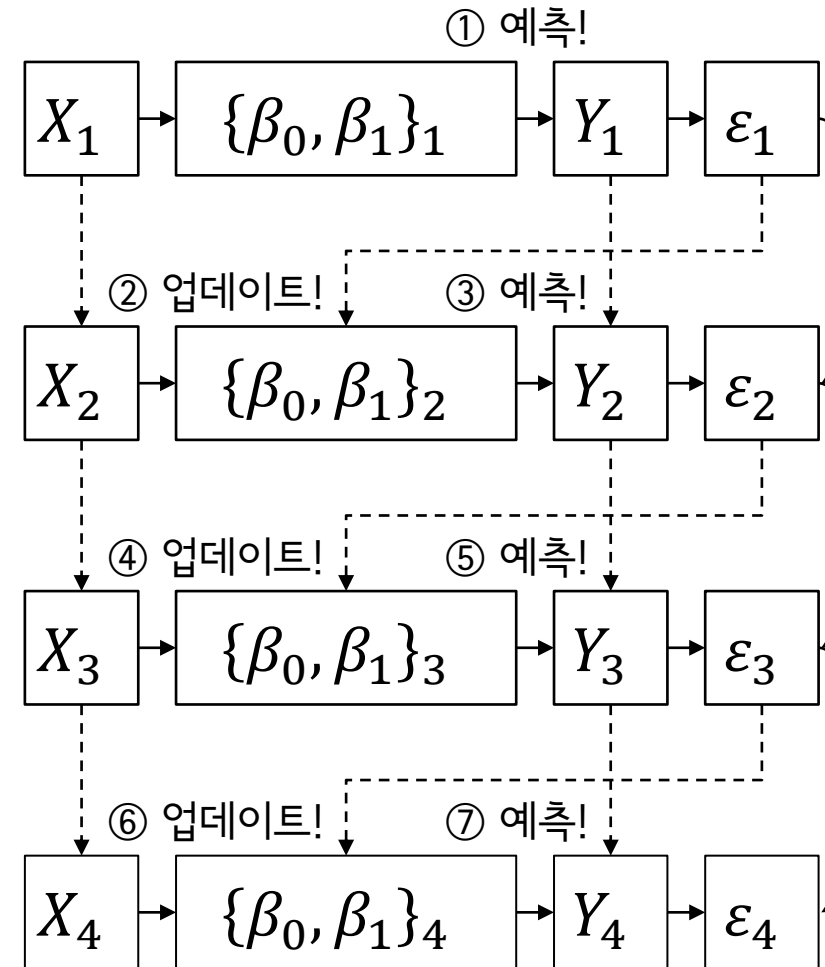 ① 예측!
X₁ {β₀, β₁}₁ Y₁ ε₁
② 업데이트! ③ 예측!
X₂ {β₀, β₁}₂ Y₂ ε₂
④ 업데이트! ⑤ 예측!
X₃ {β₀, β₁}₃ Y₃ ε₃
⑥ 업데이트! ⑦ 예측!
X₄ {β₀, β₁}₄ Y₄ ε₄